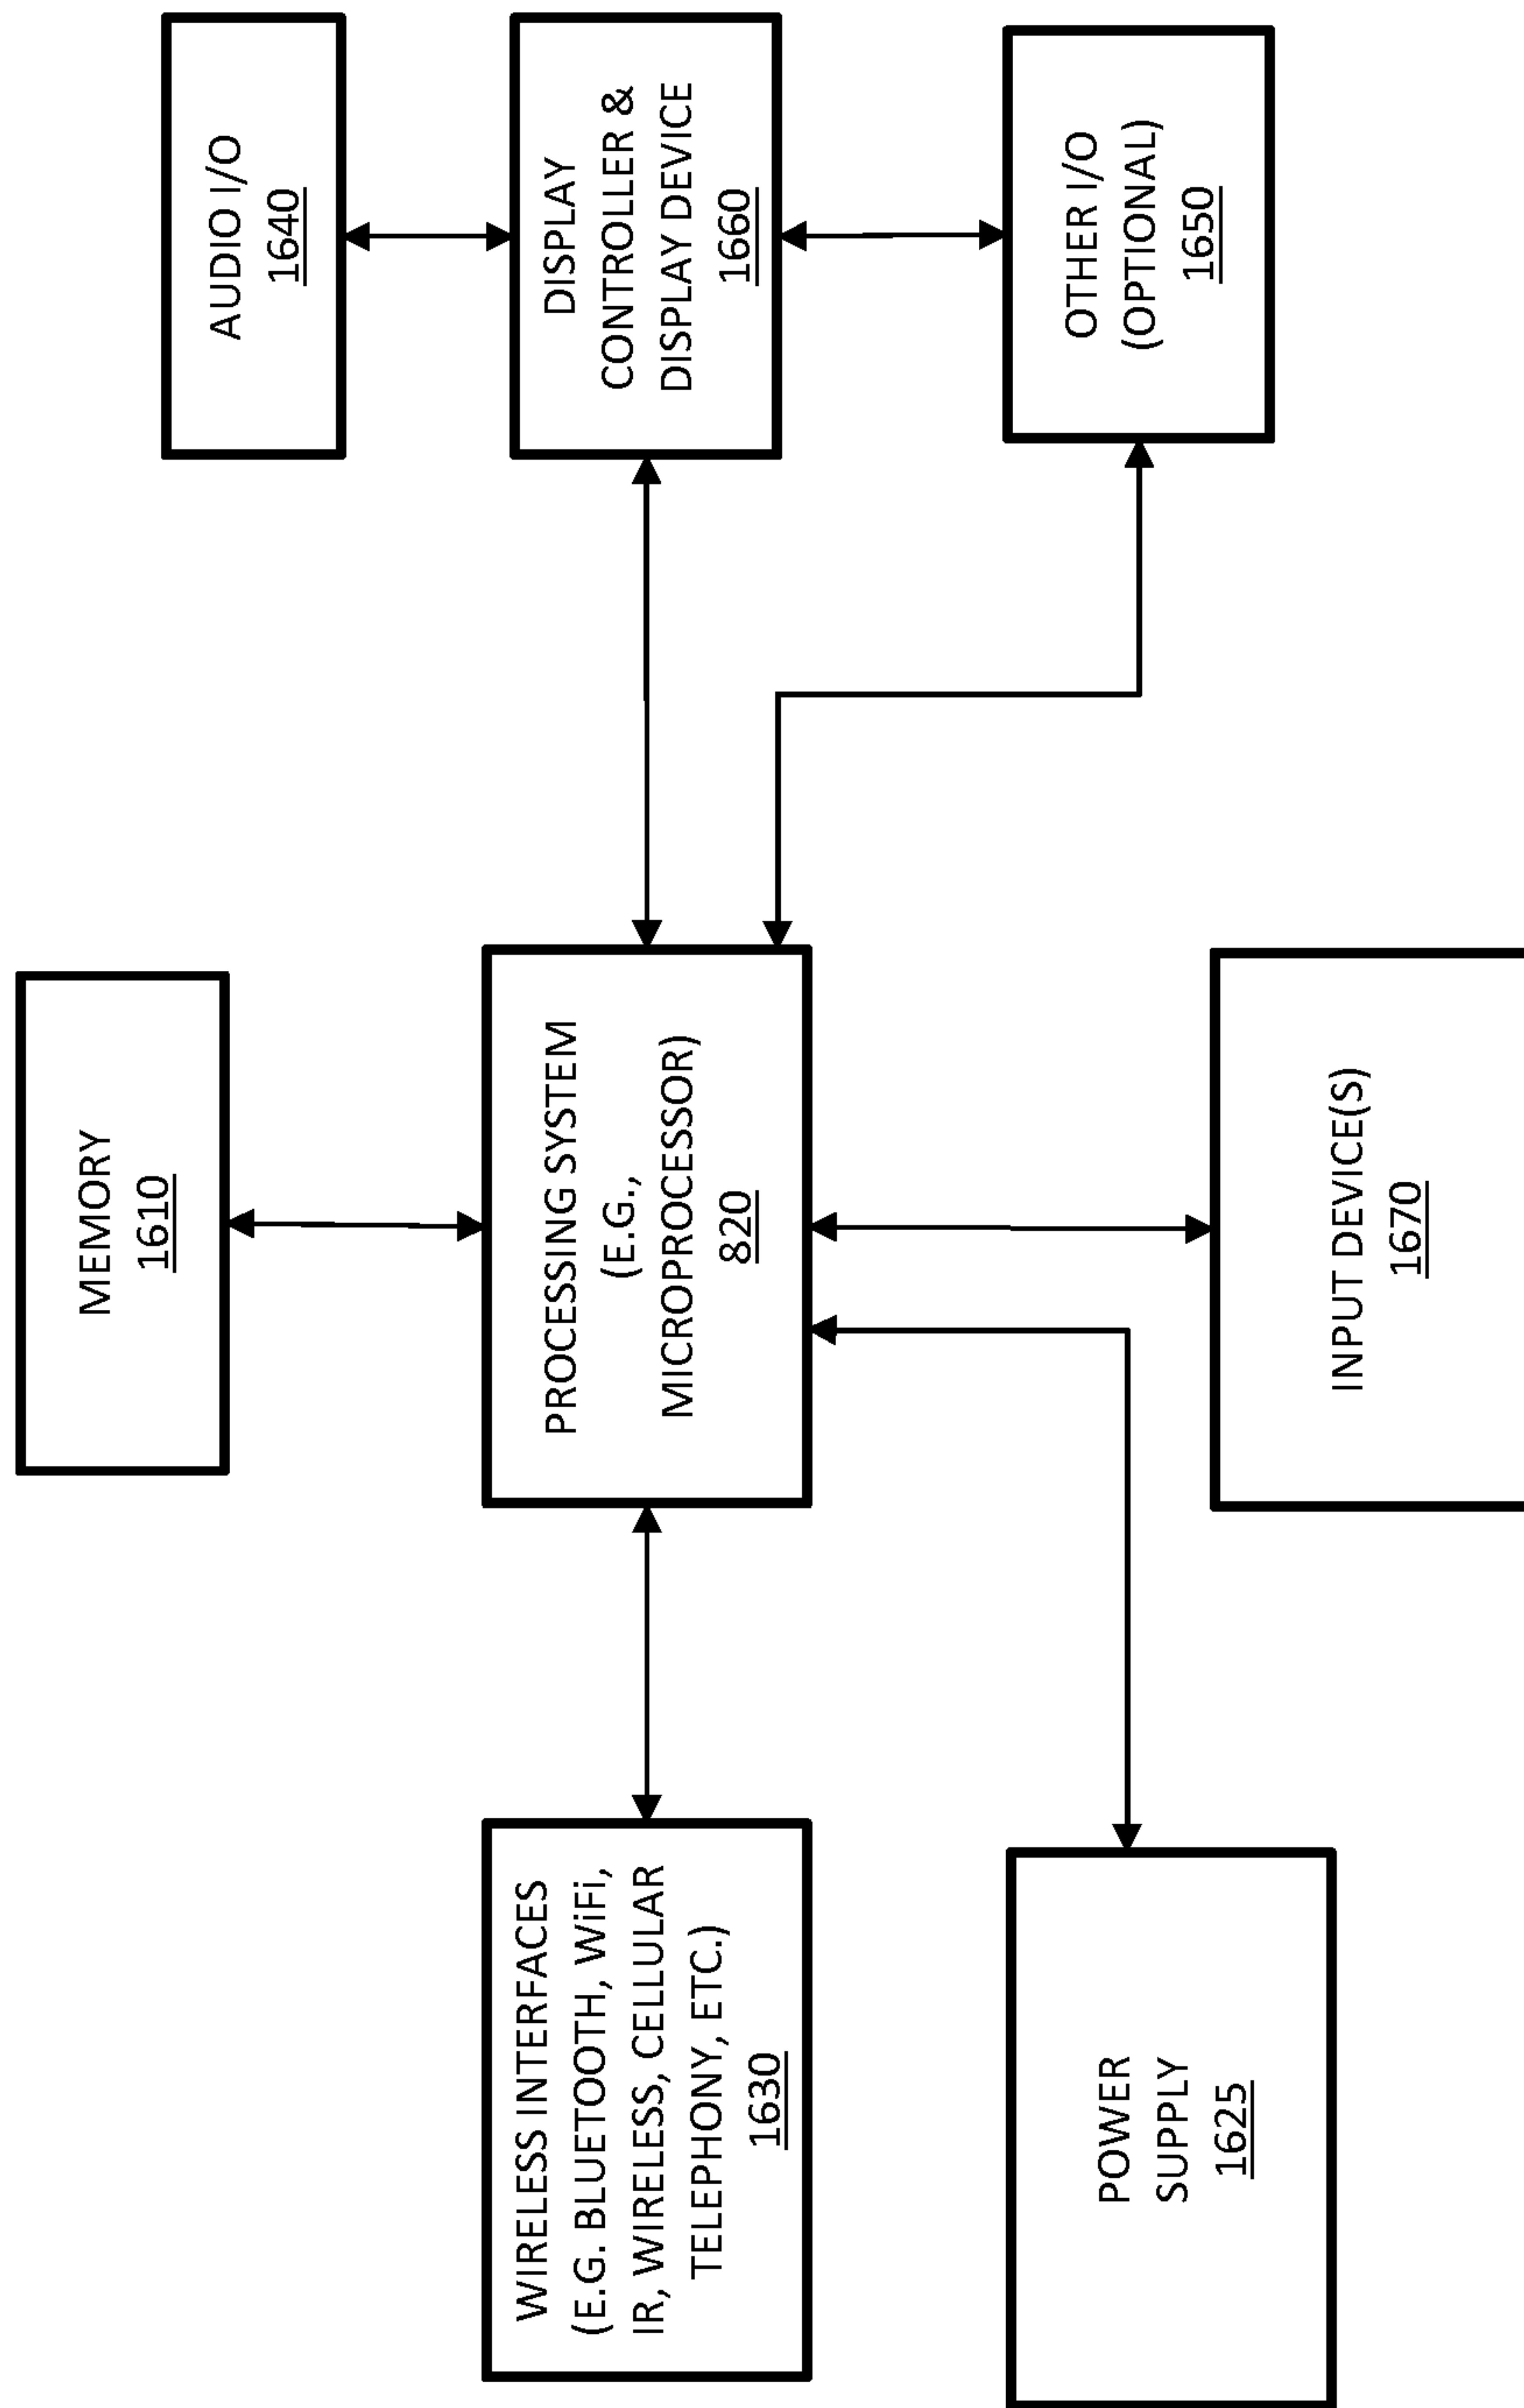 MEMORY
1610
AUDIO I/O
1640
WIRELESS INTERFACES
(E.G. BLUETOOTH, WiFi,
IR, WIRELESS, CELLULAR
TELEPHONY, ETC.)
1630
PROCESSING SYSTEM
(E.G.,
MICROPROCESSOR)
820
DISPLAY
CONTROLLER &
DISPLAY DEVICE
1660
POWER
SUPPLY
1625
INPUT DEVICE(S)
1670
OTHER I/O
(OPTIONAL)
1650